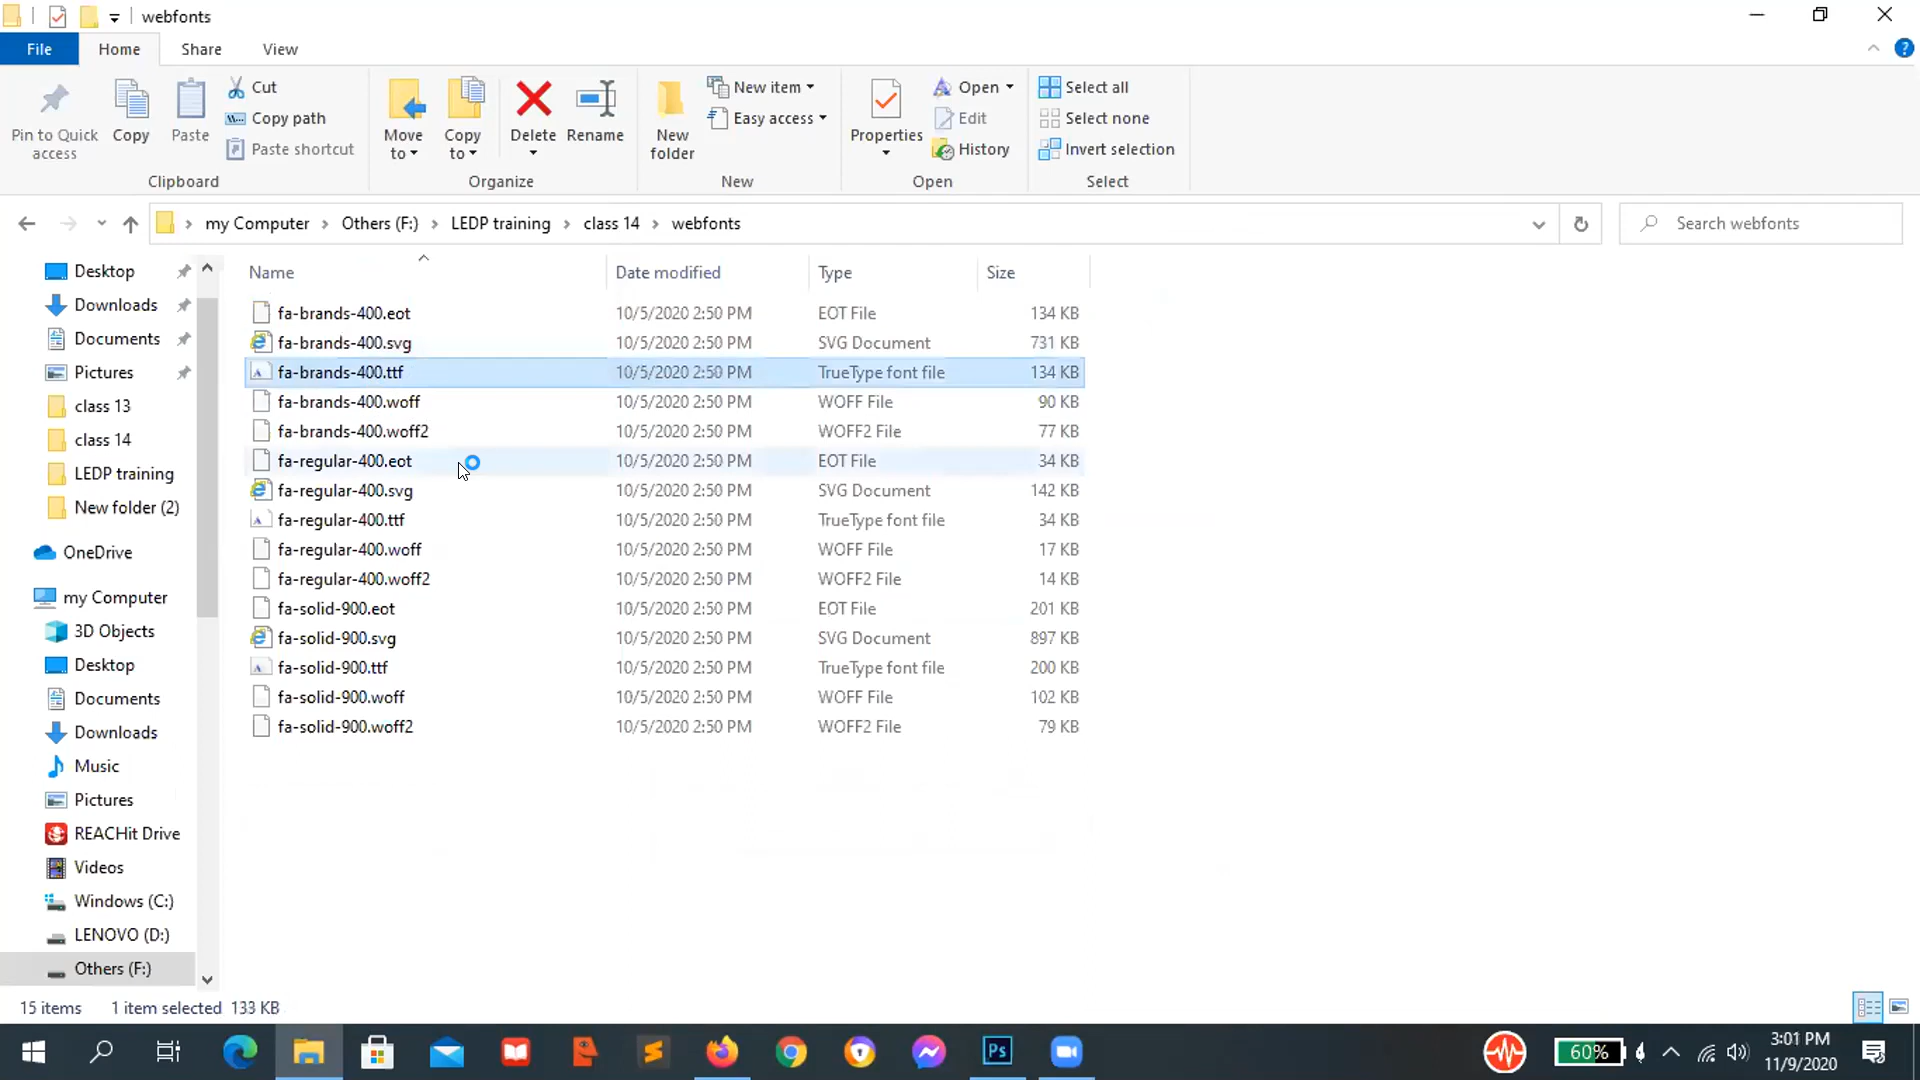 webfonts
File Home Share View
Pin to Quick access
Copy
Paste
Cut
Copy path
Paste shortcut
Clipboard
Move to
Copy to
Delete
Rename
Organize
New folder
New item
Easy access
New
Properties
Open
Edit
History
Open
Select all
Select none
Invert selection
Select
my Computer › Others (F:) › LEDP training › class 14 › webfonts
Search webfonts
Desktop
Downloads
Documents
Pictures
class 13
class 14
LEDP training
New folder (2)
OneDrive
my Computer
3D Objects
Desktop
Documents
Downloads
Music
Pictures
REACHit Drive
Videos
Windows (C:)
LENOVO (D:)
Others (F:)
Name Date modified Type Size
fa-brands-400.eot 10/5/2020 2:50 PM EOT File 134 KB
fa-brands-400.svg 10/5/2020 2:50 PM SVG Document 731 KB
fa-brands-400.ttf 10/5/2020 2:50 PM TrueType font file 134 KB
fa-brands-400.woff 10/5/2020 2:50 PM WOFF File 90 KB
fa-brands-400.woff2 10/5/2020 2:50 PM WOFF2 File 77 KB
fa-regular-400.eot 10/5/2020 2:50 PM EOT File 34 KB
fa-regular-400.svg 10/5/2020 2:50 PM SVG Document 142 KB
fa-regular-400.ttf 10/5/2020 2:50 PM TrueType font file 34 KB
fa-regular-400.woff 10/5/2020 2:50 PM WOFF File 17 KB
fa-regular-400.woff2 10/5/2020 2:50 PM WOFF2 File 14 KB
fa-solid-900.eot 10/5/2020 2:50 PM EOT File 201 KB
fa-solid-900.svg 10/5/2020 2:50 PM SVG Document 897 KB
fa-solid-900.ttf 10/5/2020 2:50 PM TrueType font file 200 KB
fa-solid-900.woff 10/5/2020 2:50 PM WOFF File 102 KB
fa-solid-900.woff2 10/5/2020 2:50 PM WOFF2 File 79 KB
15 items 1 item selected 133 KB
Ps
60%
3:01 PM
11/9/2020